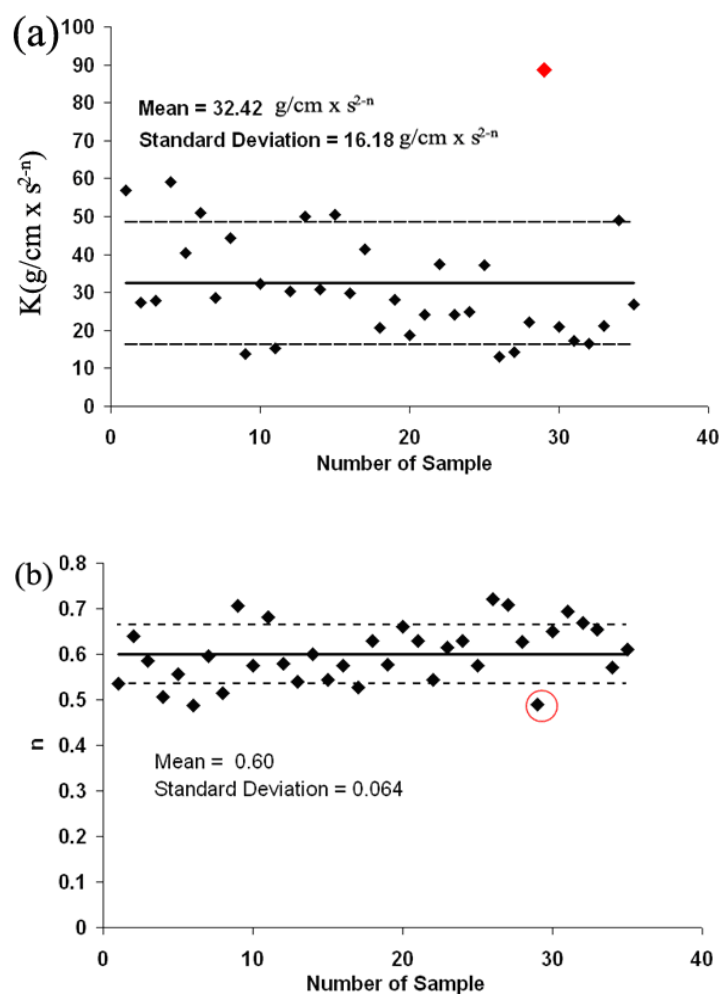 (a)
100
90
80
70
60
50
40
30
20
10
0
K(g/cm x s²⁻ⁿ)
Mean = 32.42 g/cm x s²⁻ⁿ
Standard Deviation = 16.18 g/cm x s²⁻ⁿ
0 10 20 30 40
Number of Sample
(b)
0.8
0.7
0.6
0.5
0.4
0.3
0.2
0.1
0
n
Mean = 0.60
Standard Deviation = 0.064
0 10 20 30 40
Number of Sample